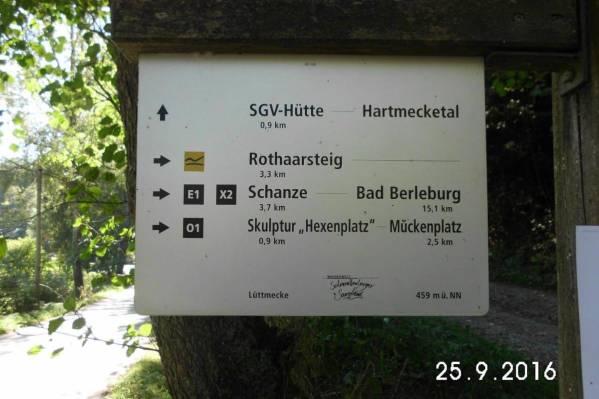 SGV-Hütte Hartmecketal
0,9 km
Rothaarsteig
3,3 km
E1 X2 Schanze Bad Berleburg
3,7 km 15,1 km
O1 Skulptur „Hexenplatz“ Mückenplatz
0,9 km 2,5 km
Lüttmecke 459 m ü. NN
25.9.2016